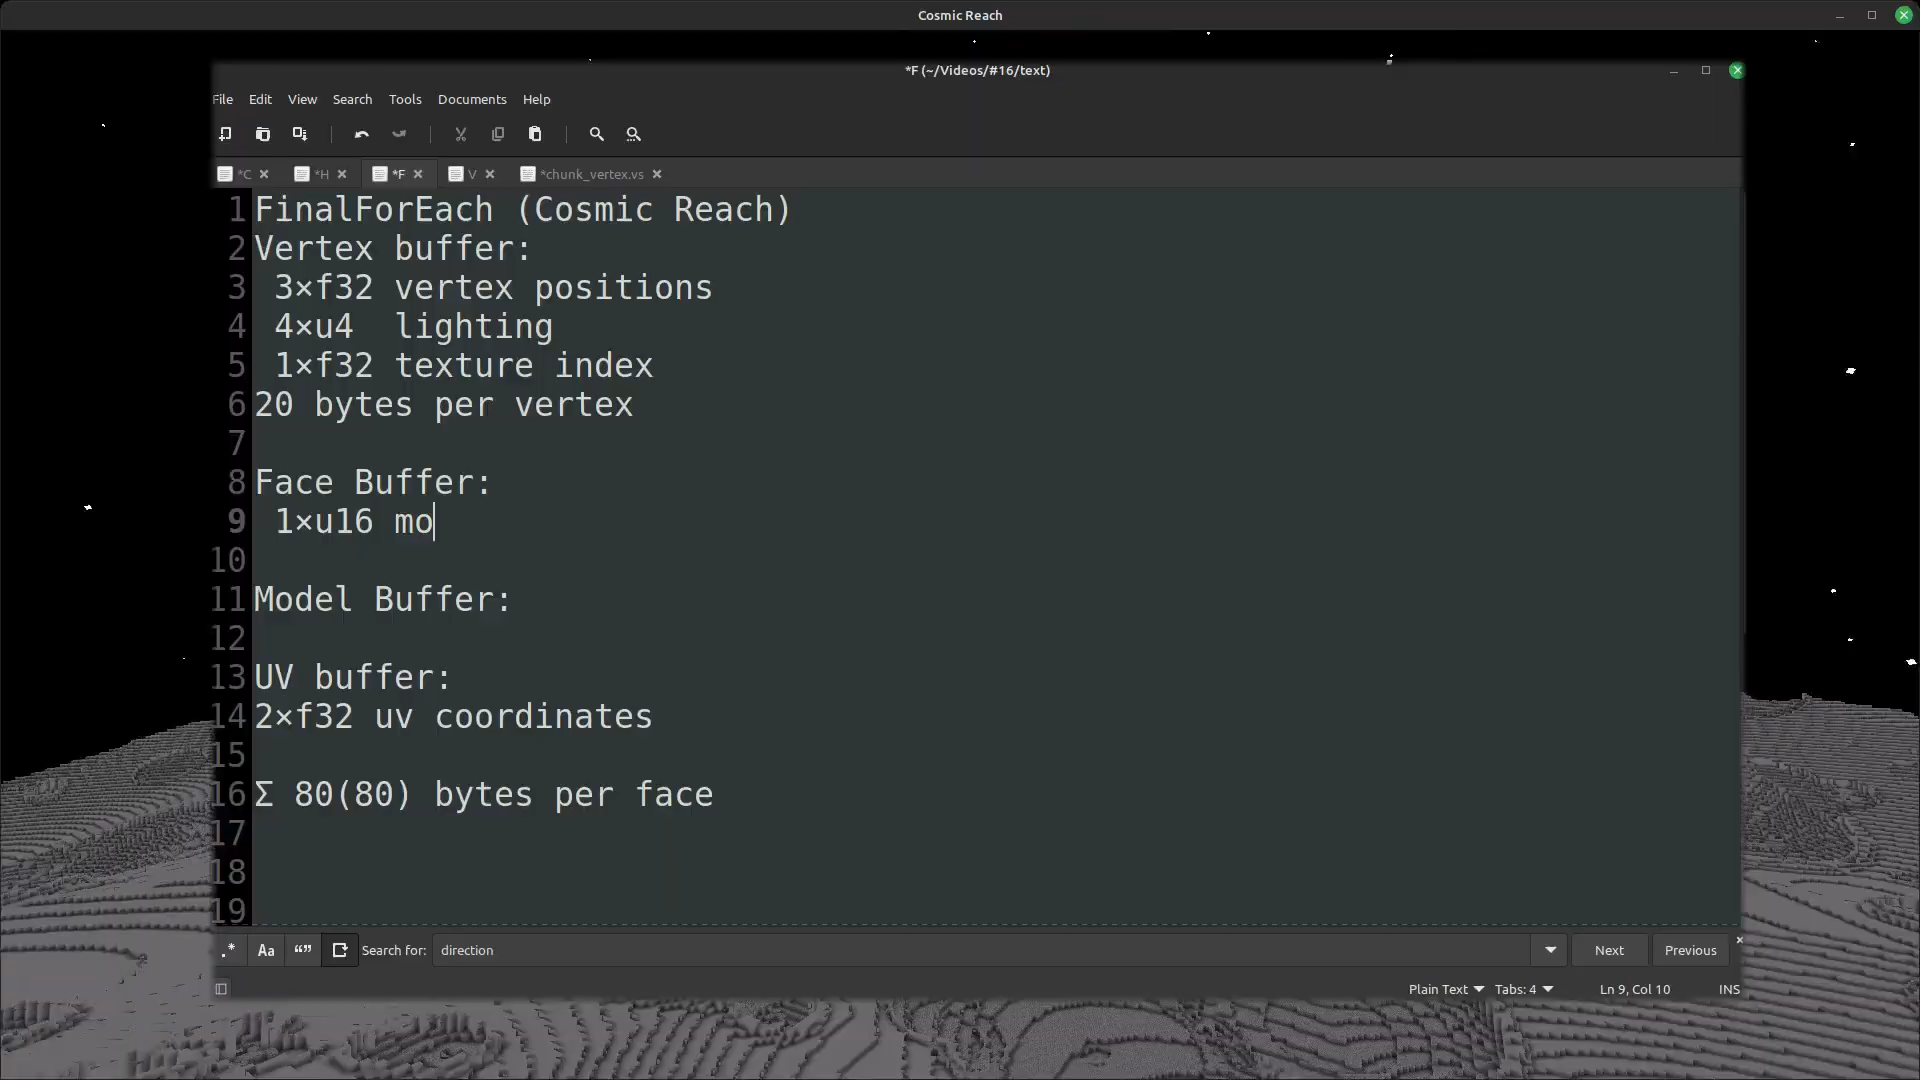 Cosmic Reach
*F (~/Videos/#16/text)
File Edit View Search Tools Documents Help
*C *H *F V *chunk_vertex.vs
1 FinalForEach (Cosmic Reach)
2 Vertex buffer:
3 3×f32 vertex positions
4 4×u4 lighting
5 1×f32 texture index
6 20 bytes per vertex
7
8 Face Buffer:
9 1×u16 mo
10
11 Model Buffer:
12
13 UV buffer:
14 2×f32 uv coordinates
15
16 Σ 80(80) bytes per face
17
18
19
.* Aa “” Search for: direction Next Previous
Plain Text Tabs: 4 Ln 9, Col 10 INS